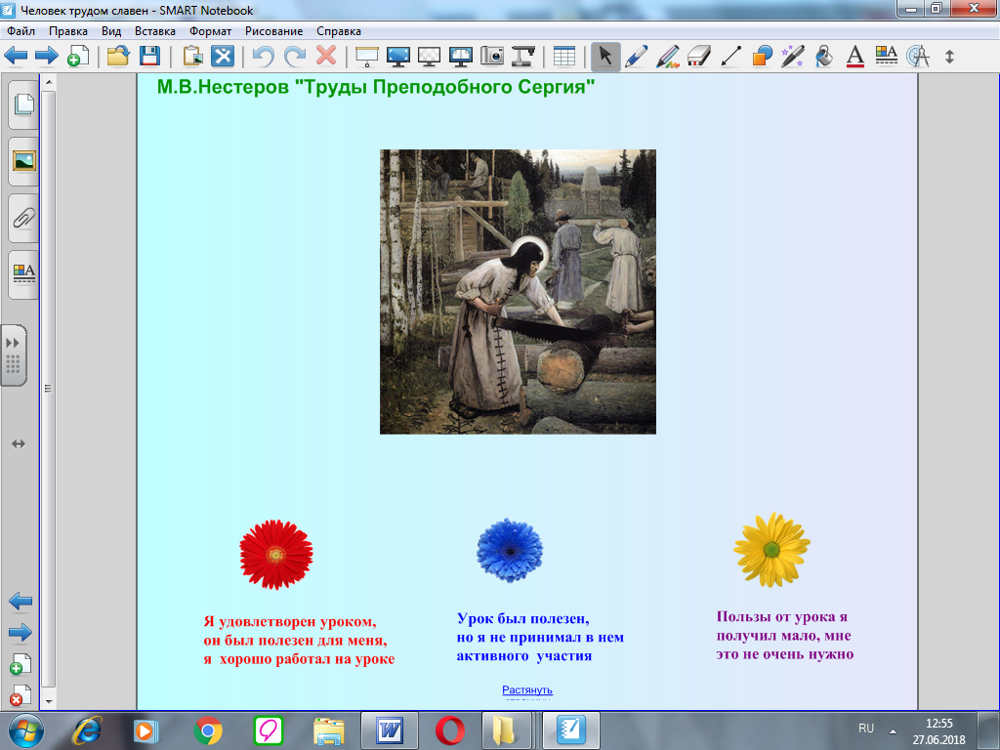 Человек трудом славен - SMART Notebook
Файл Правка Вид Вставка Формат Рисование Справка
М.В.Нестеров "Труды Преподобного Сергия"
Я удовлетворен уроком,
он был полезен для меня,
я хорошо работал на уроке
Урок был полезен,
но я не принимал в нем
активного участия
Пользы от урока я
получил мало, мне
это не очень нужно
Растянуть
RU
12:55
27.06.2018